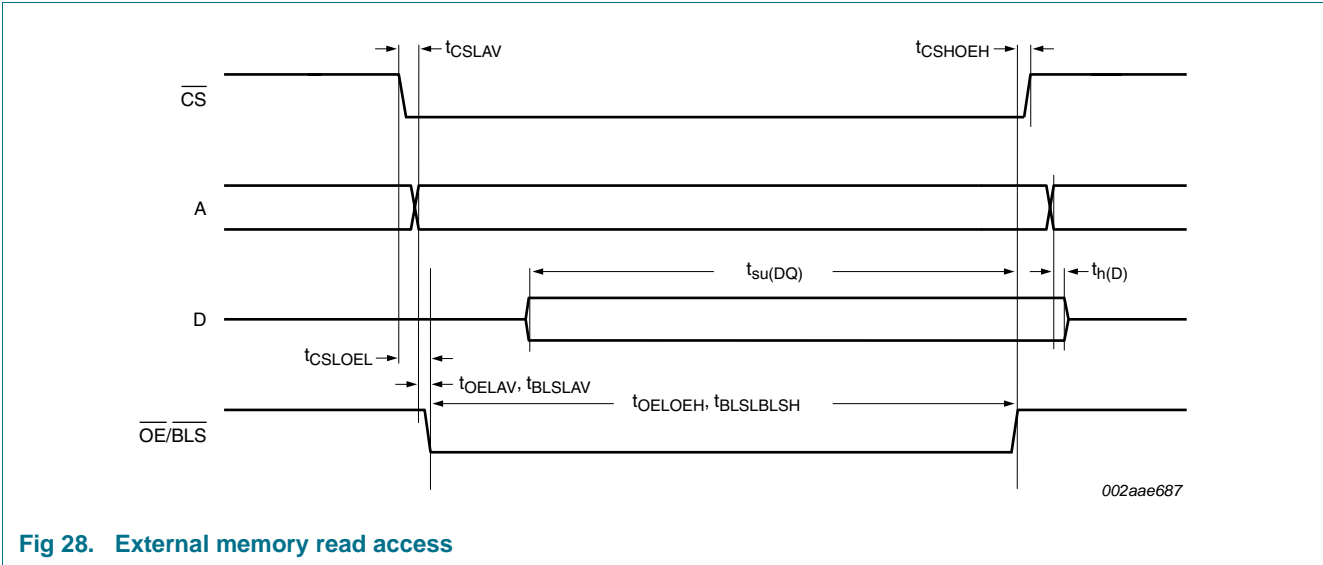 tCSLAV
tCSHOEH
CS
A
tsu(DQ)
th(D)
D
tCSLOEL
tOELAV, tBLSLAV
tOELOEH, tBLSLBLSH
OE/BLS
002aae687
Fig 28. External memory read access